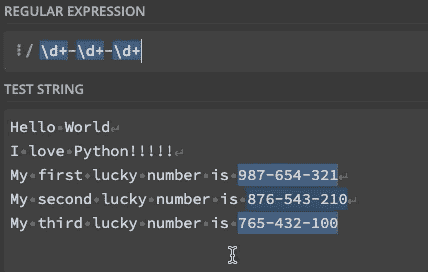 REGULAR EXPRESSION
/ \d+-\d+-\d+
TEST STRING
Hello World
I love Python!!!!!
My first lucky number is 987-654-321
My second lucky number is 876-543-210
My third lucky number is 765-432-100